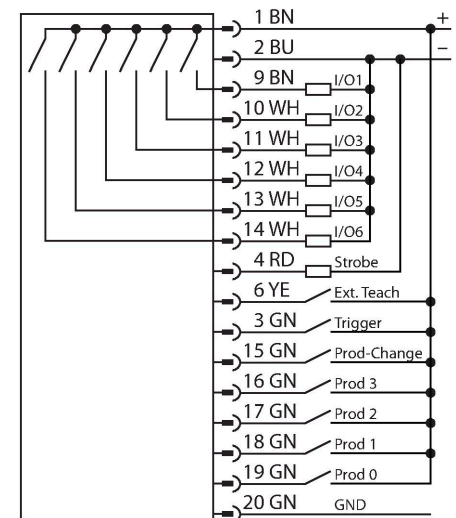 1 BN +
2 BU −
9 BN I/O1
10 WH I/O2
11 WH I/O3
12 WH I/O4
13 WH I/O5
14 WH I/O6
4 RD Strobe
6 YE Ext. Teach
3 GN Trigger
15 GN Prod-Change
16 GN Prod 3
17 GN Prod 2
18 GN Prod 1
19 GN Prod 0
20 GN GND